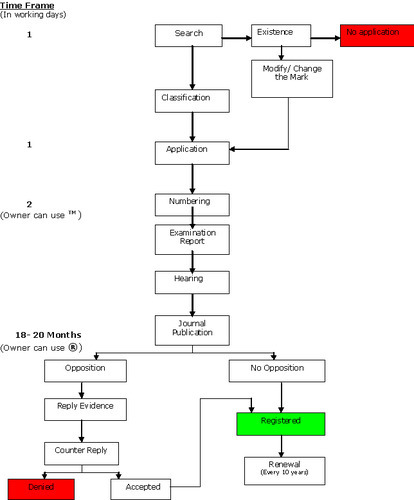 Time Frame
(In working days)
1
Search
Existence
No application
Modify/ Change
the Mark
Classification
1
Application
2
(Owner can use ™)
Numbering
Examination
Report
Hearing
18- 20 Months
(Owner can use ®)
Journal
Publication
Opposition
No Opposition
Reply Evidence
Registered
Counter Reply
Renewal
(Every 10 years)
Denied
Accepted